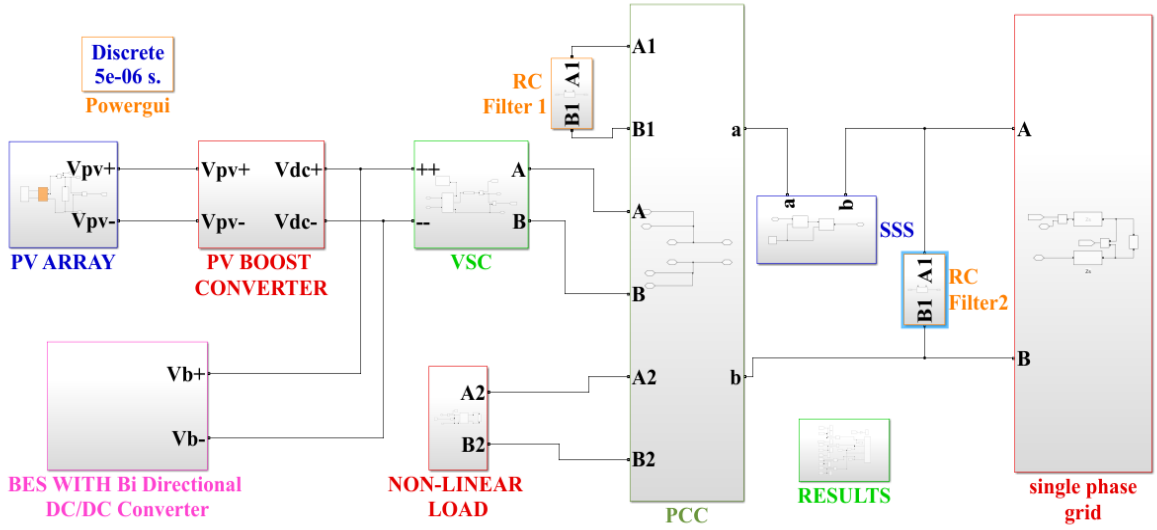 Discrete
5e-06 s.
Powergui
Vpv+
Vpv-
PV ARRAY
Vpv+
Vdc+
Vpv-
Vdc-
PV BOOST
CONVERTER
++
A
--
B
VSC
Vb+
Vb-
BES WITH Bi Directional
DC/DC Converter
A2
B2
NON-LINEAR
LOAD
RC
Filter 1
A1
B1
A1
B1
A
B
A2
B2
a
b
PCC
a
b
SSS
A1
B1
RC
Filter2
RESULTS
A
B
single phase
grid